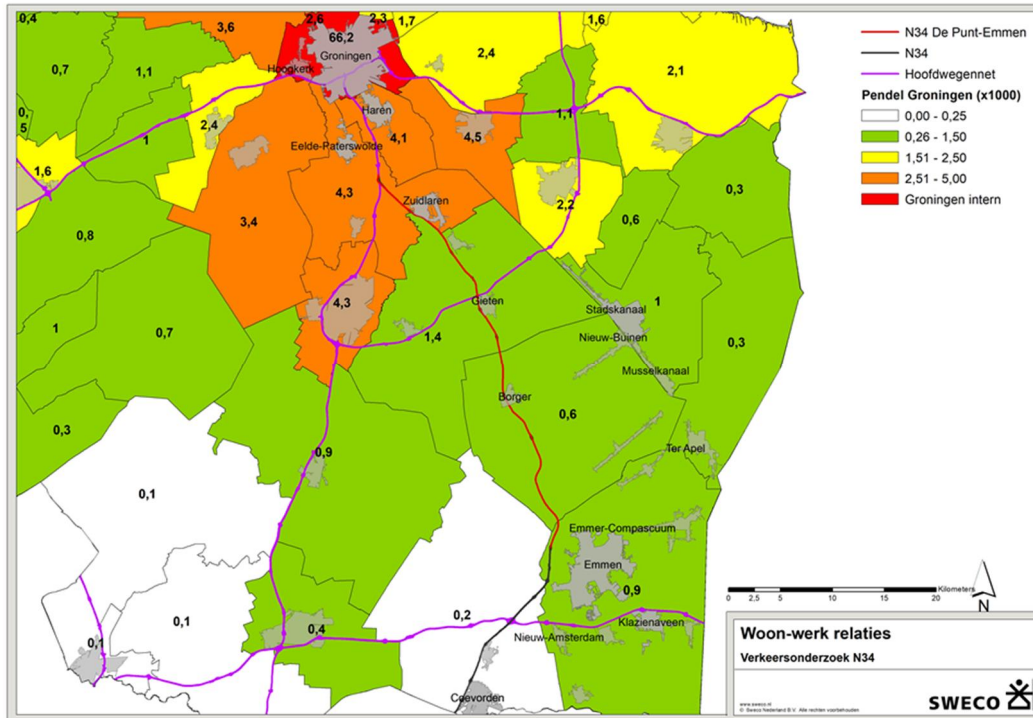 0,4
3,6
2,6
2,3
1,7
1,6
66,2
Groningen
2,4
0,7
1,1
Hoogkerk
2,1
0,
5
2,4
Haren
1,1
1
4,1
4,5
Eelde-Paterswolde
1,6
4,3
0,3
Zuidlaren
2,2
3,4
0,6
0,8
4,3
Gieten
1
Stadskanaal
1
0,7
1,4
Nieuw-Buinen
0,3
Musselkanaal
Borger
0,6
0,3
0,9
Ter Apel
0,1
Emmer-Compascuum
Emmen
0,9
0,1
0,2
0,4
Klazienaveen
0,1
Nieuw-Amsterdam
Coevorden
N34 De Punt-Emmen
N34
Hoofdwegennet
Pendel Groningen (x1000)
0,00 - 0,25
0,26 - 1,50
1,51 - 2,50
2,51 - 5,00
Groningen intern
Kilometers
0 2,5 5 10 15 20
N
Woon-werk relaties
Verkeersonderzoek N34
www.sweco.nl
© Sweco Nederland B.V. Alle rechten voorbehouden
SWECO